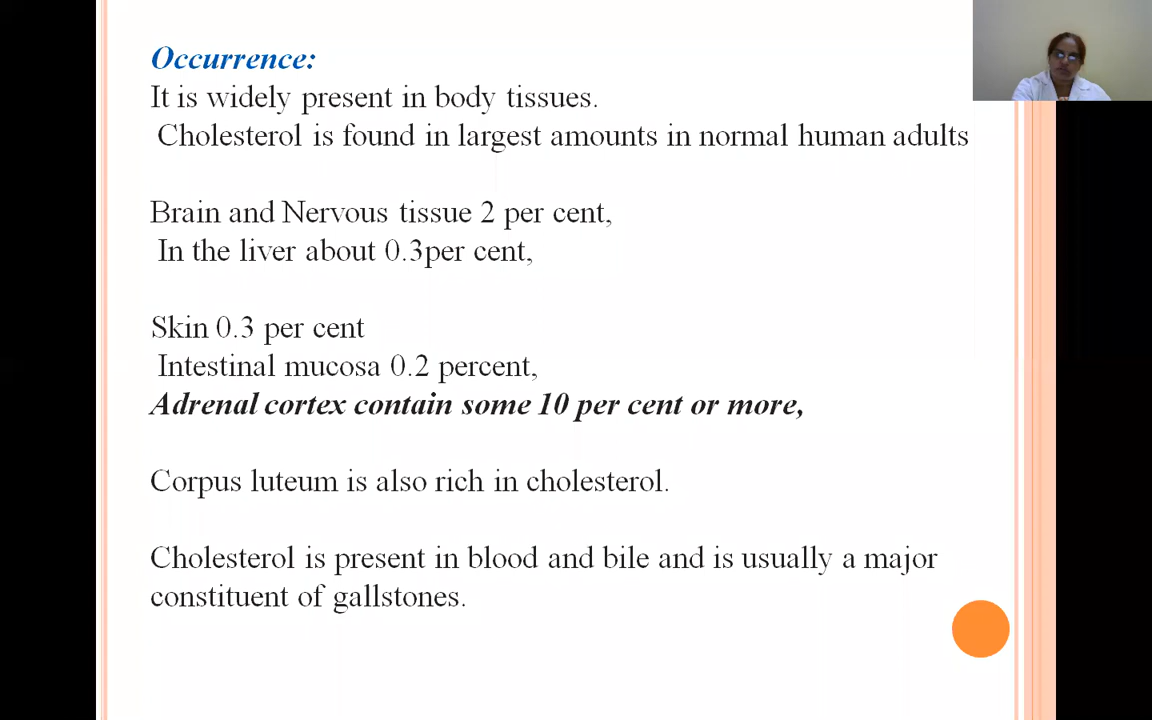 Occurrence:
It is widely present in body tissues.
Cholesterol is found in largest amounts in normal human adults
Brain and Nervous tissue 2 per cent,
In the liver about 0.3per cent,
Skin 0.3 per cent
Intestinal mucosa 0.2 percent,
Adrenal cortex contain some 10 per cent or more,
Corpus luteum is also rich in cholesterol.
Cholesterol is present in blood and bile and is usually a major
constituent of gallstones.